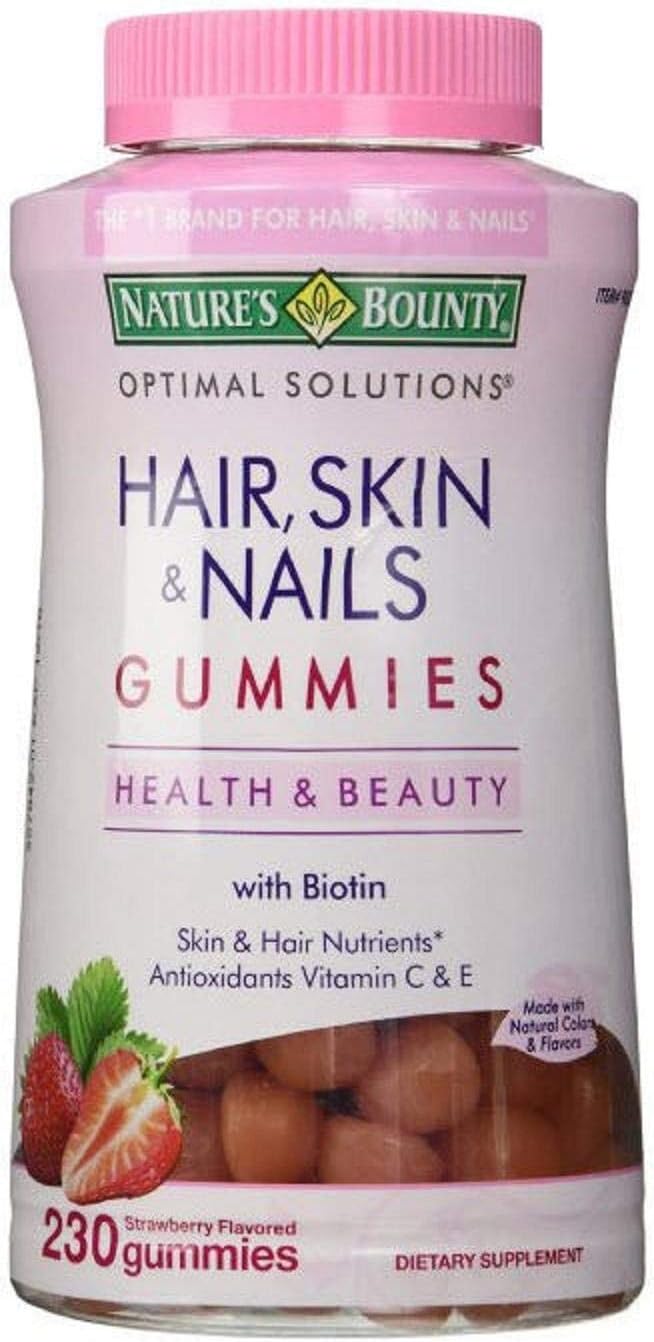 THE #1 BRAND FOR HAIR, SKIN & NAILS
NATURE'S BOUNTY®
OPTIMAL SOLUTIONS®
HAIR, SKIN
& NAILS
GUMMIES
HEALTH & BEAUTY
with Biotin
Skin & Hair Nutrients*
Antioxidants Vitamin C & E
Made with
Natural Colors
& Flavors
230 Strawberry Flavored
gummies
DIETARY SUPPLEMENT
ITEM#